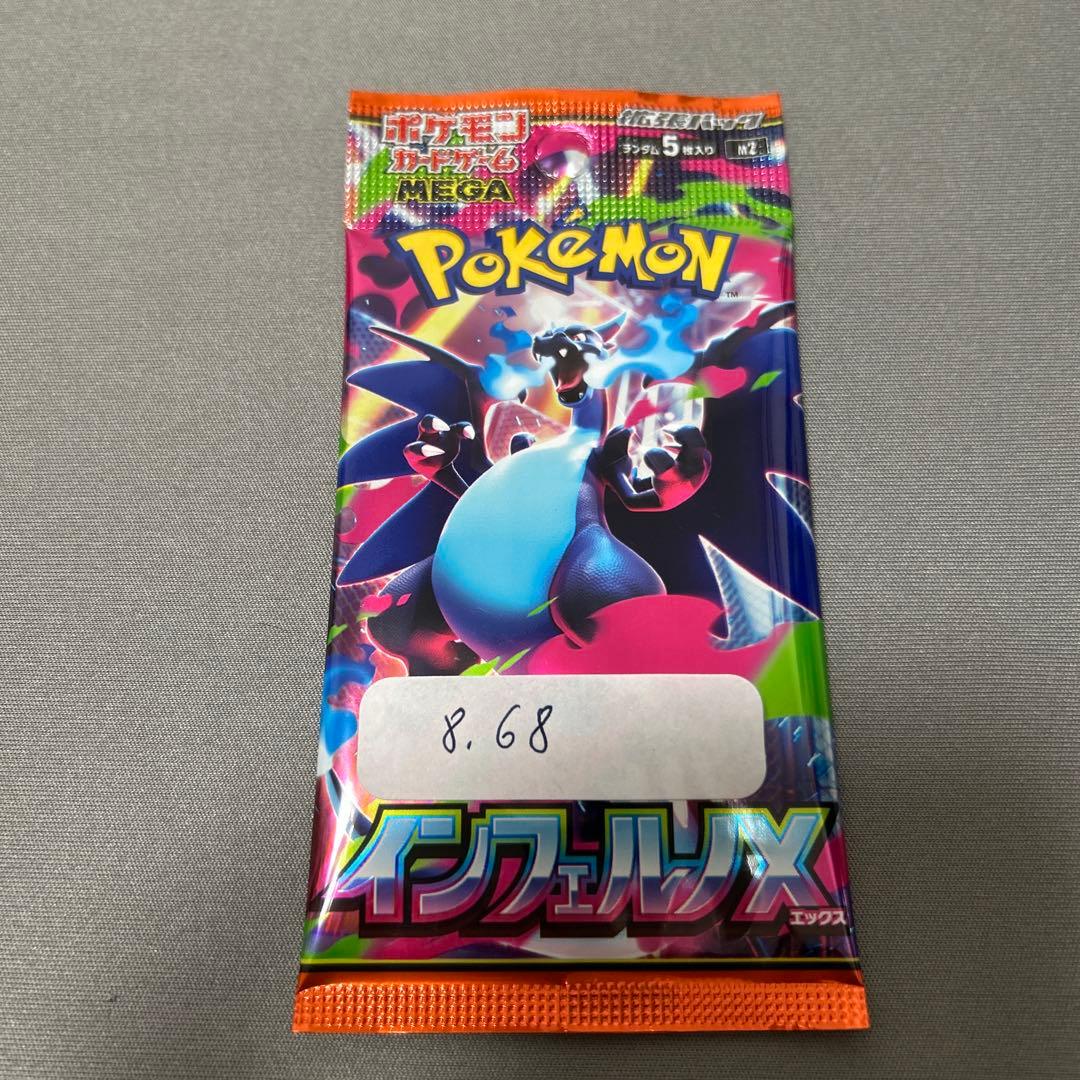 ポケモン
カードゲーム
MEGA
拡張パック
ランダム5枚入り M2
POKéMON
TM
8.68
インフェルノX
エックス